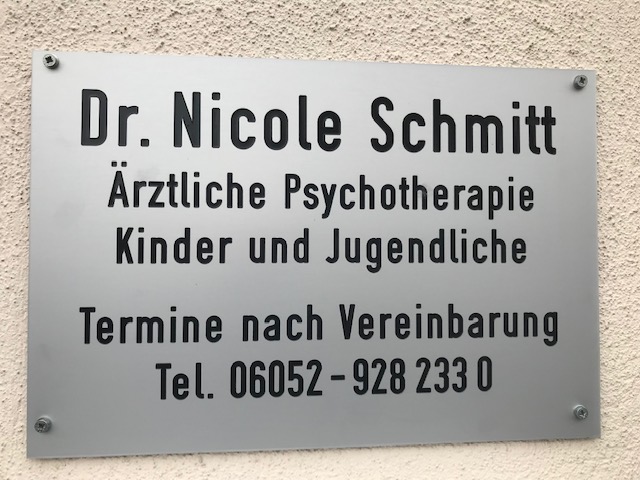 Dr. Nicole Schmitt
Ärztliche Psychotherapie
Kinder und Jugendliche
Termine nach Vereinbarung
Tel. 06052-928 233 0